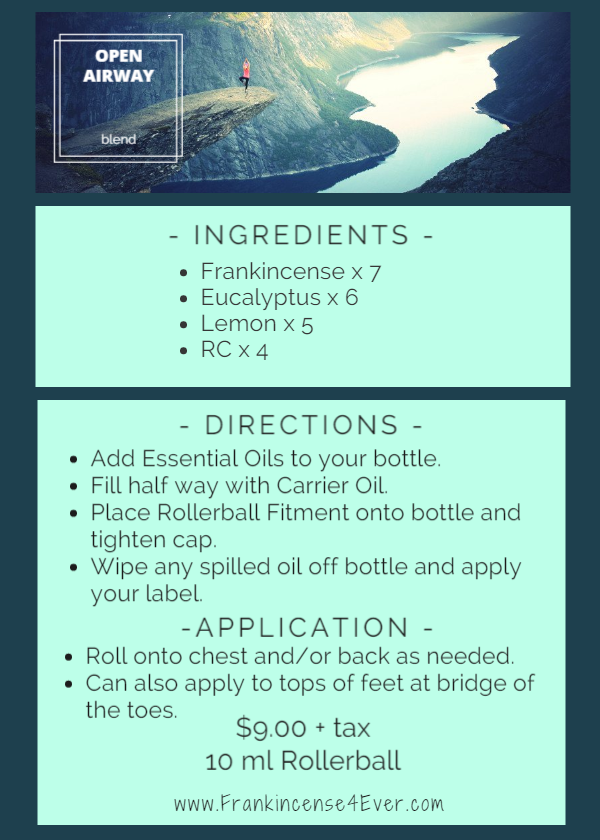 OPEN
AIRWAY
blend
- INGREDIENTS -
• Frankincense x 7
• Eucalyptus x 6
• Lemon x 5
• RC x 4
- DIRECTIONS -
• Add Essential Oils to your bottle.
• Fill half way with Carrier Oil.
• Place Rollerball Fitment onto bottle and
tighten cap.
• Wipe any spilled oil off bottle and apply
your label.
-APPLICATION -
• Roll onto chest and/or back as needed.
• Can also apply to tops of feet at bridge of
the toes.
$9.00 + tax
10 ml Rollerball
www.Frankincense4Ever.com